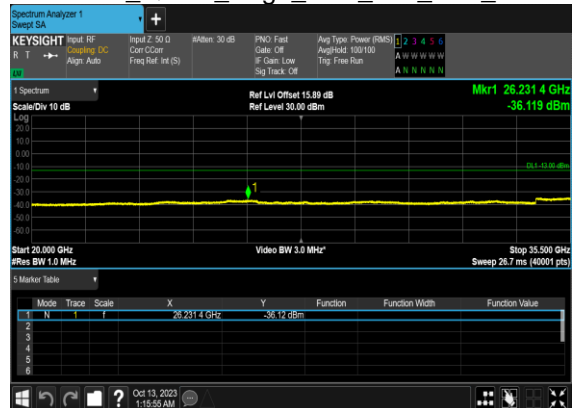 Spectrum Analyzer 1
Swept SA
KEYSIGHT Input: RF Input Z: 50 Ω #Atten: 30 dB PNO: Fast Avg Type: Power (RMS) 1 2 3 4 5 6
R T Coupling: DC Corr CCorr Gate: Off Avg|Hold: 100/100 A W W W W W
Align: Auto Freq Ref: Int (S) IF Gain: Low Trig: Free Run
Sig Track: Off A N N N N N
1 Spectrum Ref Lvl Offset 15.89 dB Mkr1 26.231 4 GHz
Scale/Div 10 dB Ref Level 30.00 dBm -36.119 dBm
Log
20.0
10.0
0.00
-10.0 DL1 -13.00 dBm
-20.0
-30.0 1
-40.0
-50.0
-60.0
Start 20.000 GHz Video BW 3.0 MHz* Stop 35.500 GHz
#Res BW 1.0 MHz Sweep 26.7 ms (40001 pts)
5 Marker Table
Mode Trace Scale X Y Function Function Width Function Value
1 N 1 f 26.231 4 GHz -36.12 dBm
2
3
4
5
6
? Oct 13, 2023
1:15:55 AM